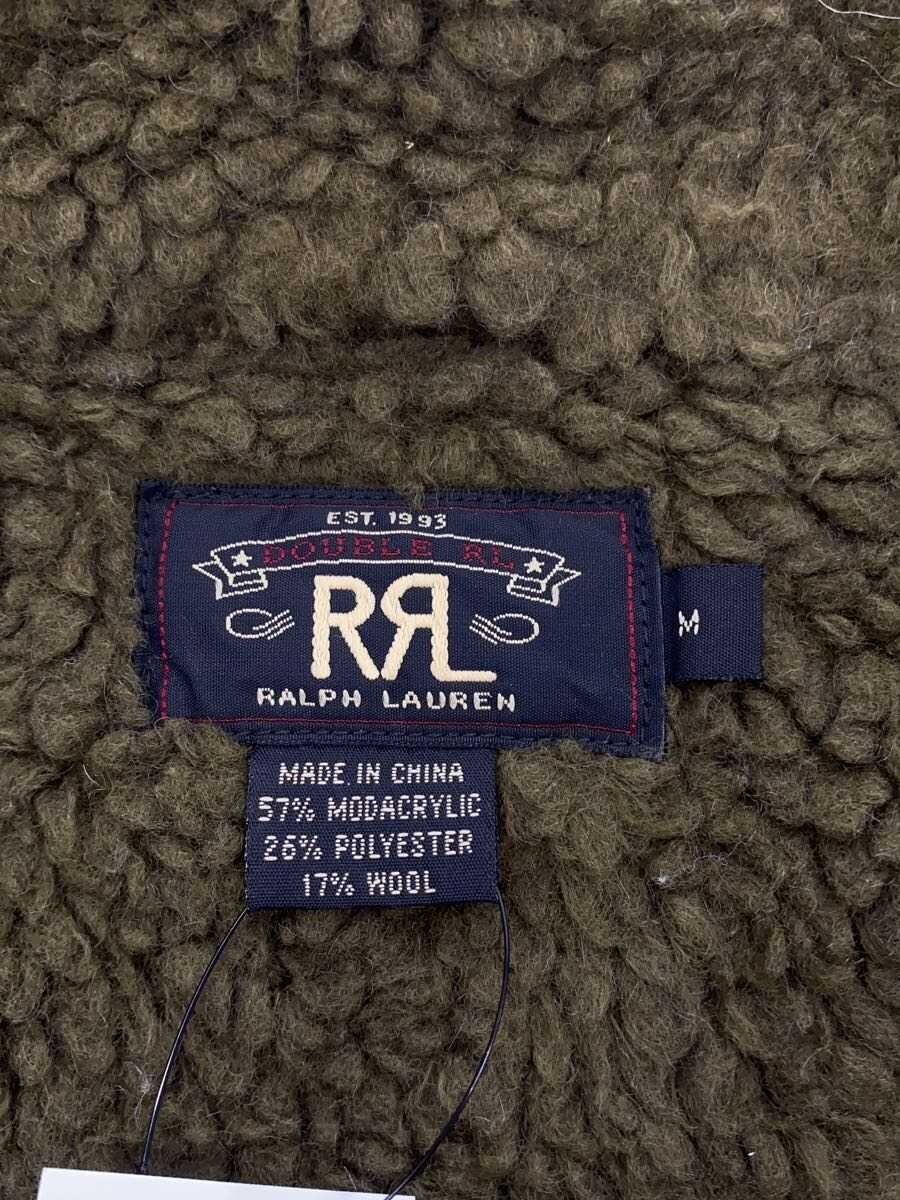 EST. 1993
DOUBLE RL
RRL
RALPH LAUREN
M
MADE IN CHINA
57% MODACRYLIC
26% POLYESTER
17% WOOL